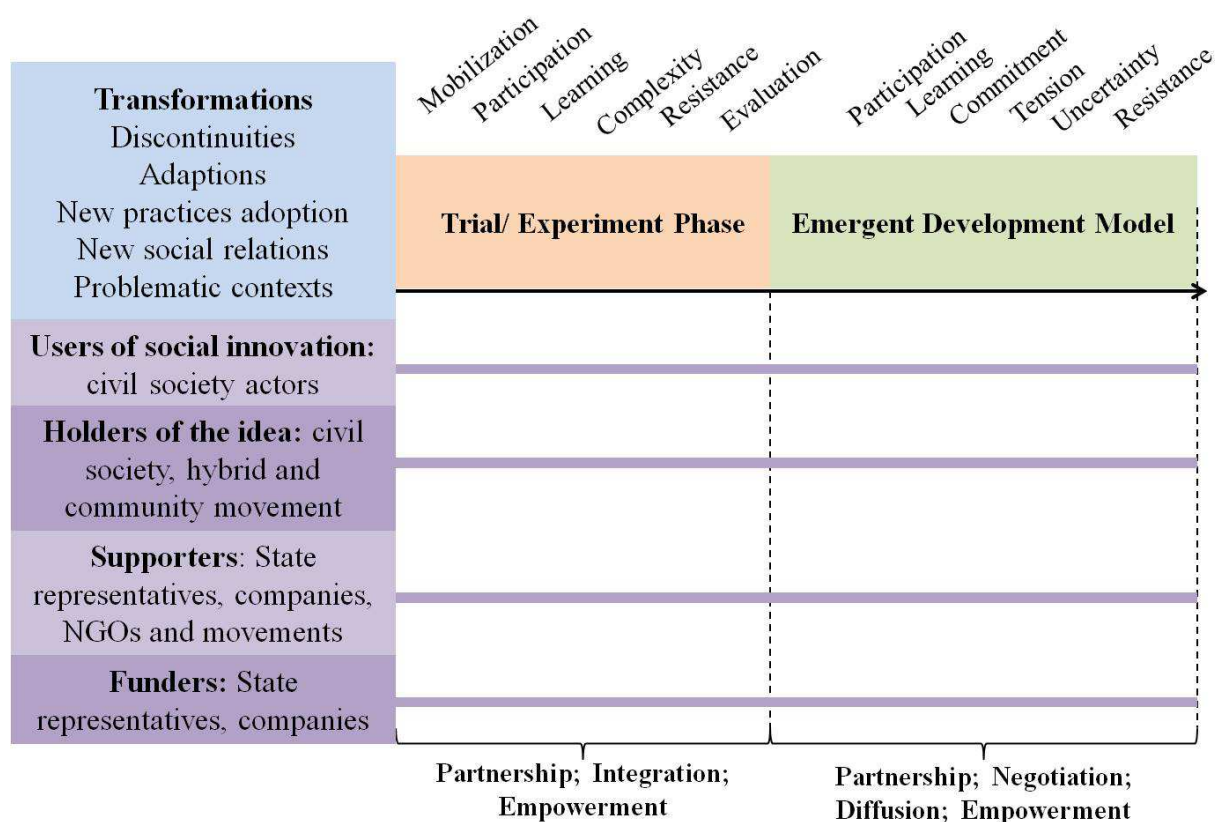 Mobilization
Participation
Learning
Complexity
Resistance
Evaluation
Participation
Learning
Commitment
Tension
Uncertainty
Resistance
Transformations
Discontinuities
Adaptions
New practices adoption
New social relations
Problematic contexts
Trial/ Experiment Phase
Emergent Development Model
Users of social innovation:
civil society actors
Holders of the idea: civil
society, hybrid and
community movement
Supporters: State
representatives, companies,
NGOs and movements
Funders: State
representatives, companies
Partnership; Integration;
Empowerment
Partnership; Negotiation;
Diffusion; Empowerment